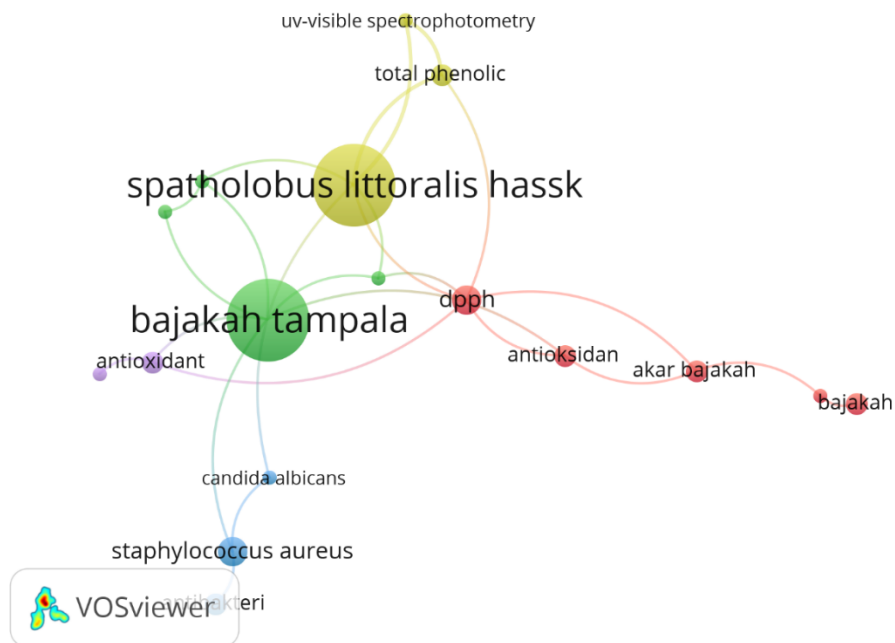 uv-visible spectrophotometry
total phenolic
spatholobus littoralis hassk
dpph
bajakah tampala
antioksidan
antioxidant
akar bajakah
bajakah
candida albicans
staphylococcus aureus
antibakteri
VOSviewer